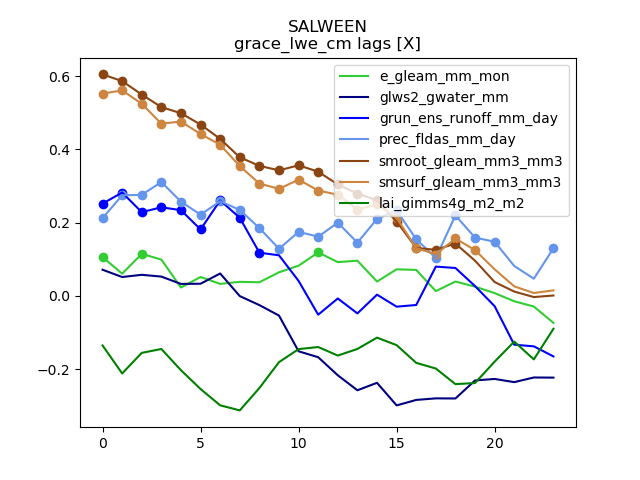 SALWEEN
grace_lwe_cm lags [X]
e_gleam_mm_mon
glws2_gwater_mm
grun_ens_runoff_mm_day
prec_fldas_mm_day
smroot_gleam_mm3_mm3
smsurf_gleam_mm3_mm3
lai_gimms4g_m2_m2
0.6
0.4
0.2
0.0
−0.2
0 5 10 15 20